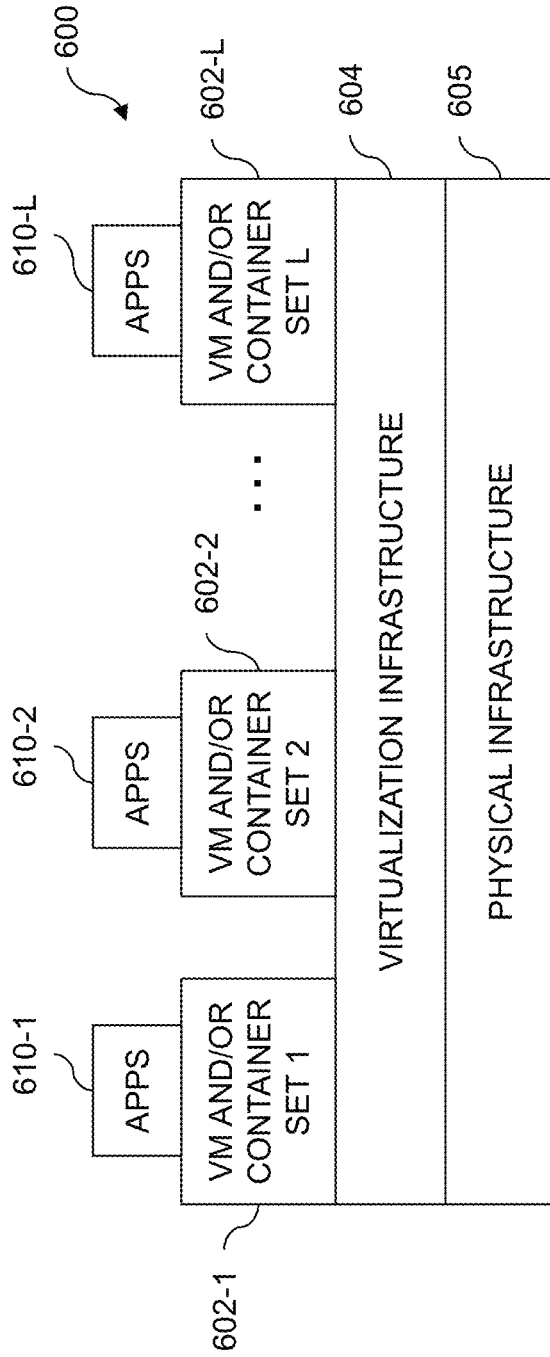 600
610-1
610-2
610-L
APPS
APPS
APPS
602-1
VM AND/OR
CONTAINER
SET 1
602-2
VM AND/OR
CONTAINER
SET 2
. . .
602-L
VM AND/OR
CONTAINER
SET L
VIRTUALIZATION INFRASTRUCTURE
604
PHYSICAL INFRASTRUCTURE
605